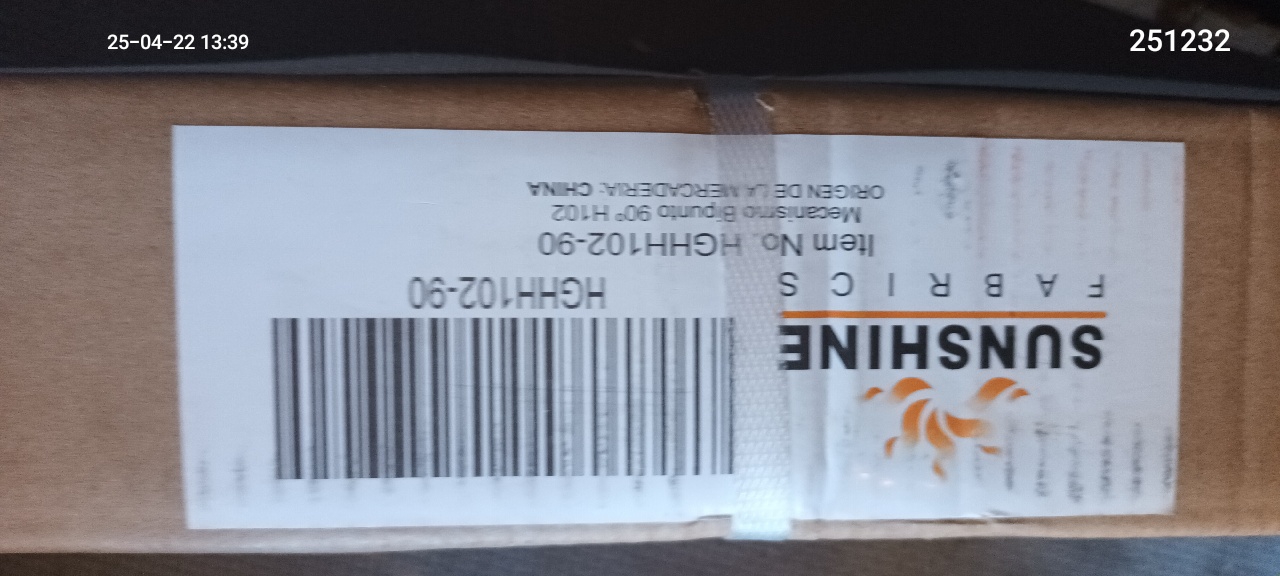 25-04-22 13:39
251232
SUNSHINE
FABRICS
HGHH102-90
Item No. HGHH102-90
Mecanismo Bipunto 90° H102
ORIGEN DE LA MERCADERIA: CHINA